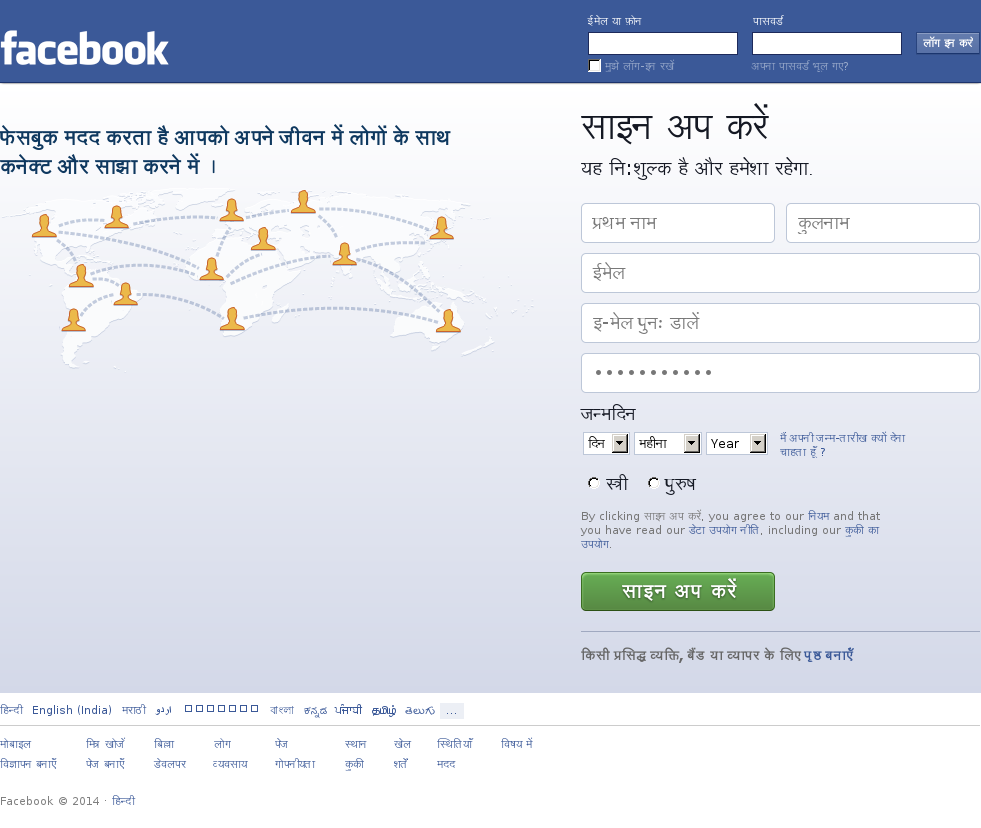 facebook
ईमेल या फ़ोन
पासवर्ड
लॉग इन करें
मुझे लॉग-इन रखें
अपना पासवर्ड भूल गए?
फेसबुक मदद करता है आपको अपने जीवन में लोगों के साथ
कनेक्ट और साझा करने में ।
साइन अप करें
यह नि:शुल्क है और हमेशा रहेगा.
प्रथम नाम
कुलनाम
ईमेल
इ-मेल पुनः डालें
जन्मदिन
दिन
महीना
Year
मैं अपनी जन्म-तारीख क्यों देना
चाहता हूँ ?
स्त्री
पुरुष
By clicking साइन अप करें, you agree to our नियम and that
you have read our डेटा उपयोग नीति, including our कुकी का
उपयोग.
साइन अप करें
किसी प्रसिद्ध व्यक्ति, बैंड या व्यापार के लिए पृष्ठ बनाएँ
हिन्दी English (India) मराठी اردو বাংলা ಕನ್ನಡ ਪੰਜਾਬੀ தமிழ் తెలుగు ...
मोबाइल मित्र खोजें बिल्ला लोग पेज स्थान खेल स्थितियाँ विषय में
विज्ञापन बनाएँ पेज बनाएँ डेवलपर व्यवसाय गोपनीयता कुकी शर्तें मदद
Facebook © 2014 · हिन्दी